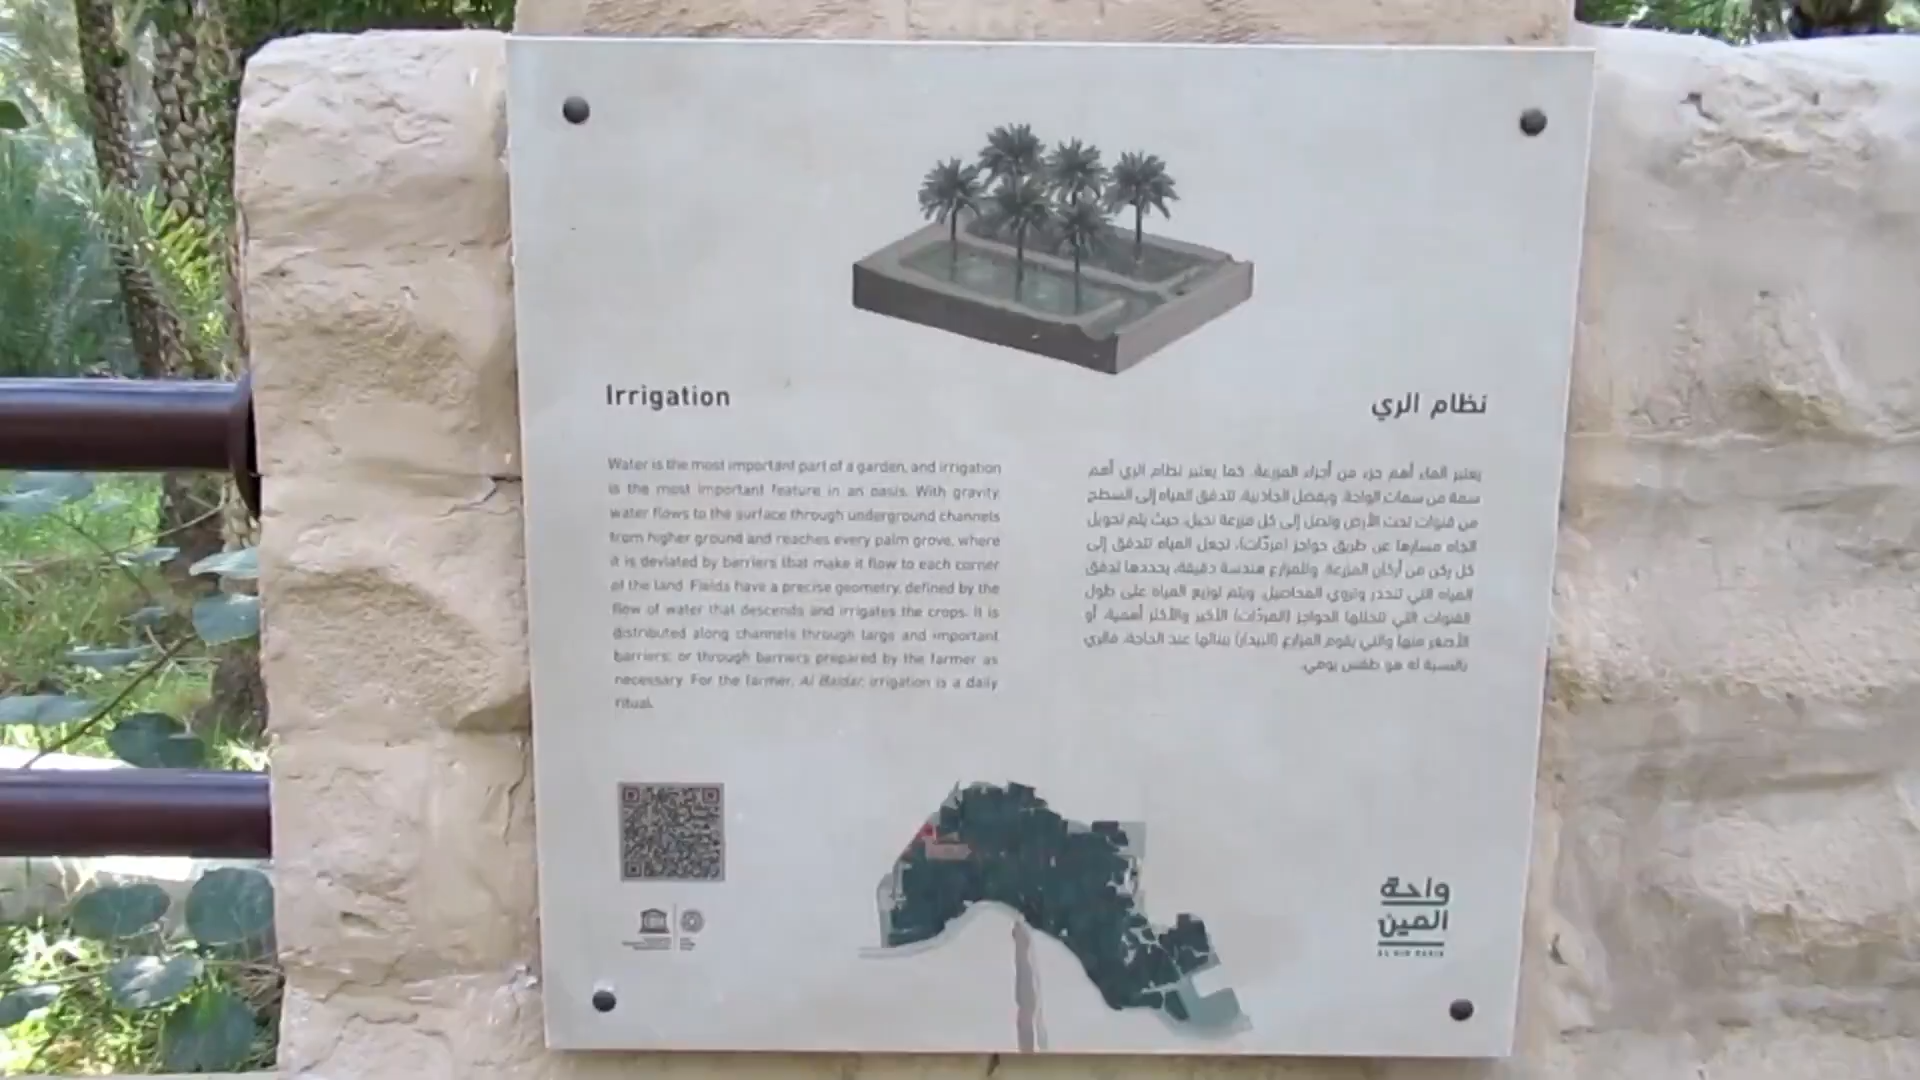 Irrigation
Water is the most important part of a garden, and irrigation
is the most important feature in an oasis. With gravity,
water flows to the surface through underground channels
from higher ground and reaches every palm grove, where
it is deviated by barriers that make it flow to each corner
of the land. Fields have a precise geometry, defined by the
flow of water that descends and irrigates the crops. It is
distributed along channels through large and important
barriers; or through barriers prepared by the farmer as
necessary. For the farmer, Al Baidar, irrigation is a daily
ritual.
نظام الري
يعتبر الماء أهم جزء من أجزاء المزرعة، كما يعتبر نظام الري أهم
سمة من سمات الواحة. وبفضل الجاذبية، تتدفق المياه إلى السطح
من قنوات تحت الأرض وتصل إلى كل مزرعة نخيل، حيث يتم تحويل
اتجاه مسارها عن طريق حواجز (مردّات)، تجعل المياه تتدفق إلى
كل ركن من أركان المزرعة. وللمزارع هندسة دقيقة، يحددها تدفق
المياه التي تنحدر وتروي المحاصيل. ويتم توزيع المياه على طول
القنوات التي تتخللها الحواجز (المردّات) الأكبر والأكثر أهمية، أو
الأصغر منها والتي يقوم المزارع (البيدار) ببنائها عند الحاجة. فالري
بالنسبة له هو طقس يومي.
واحة
العين